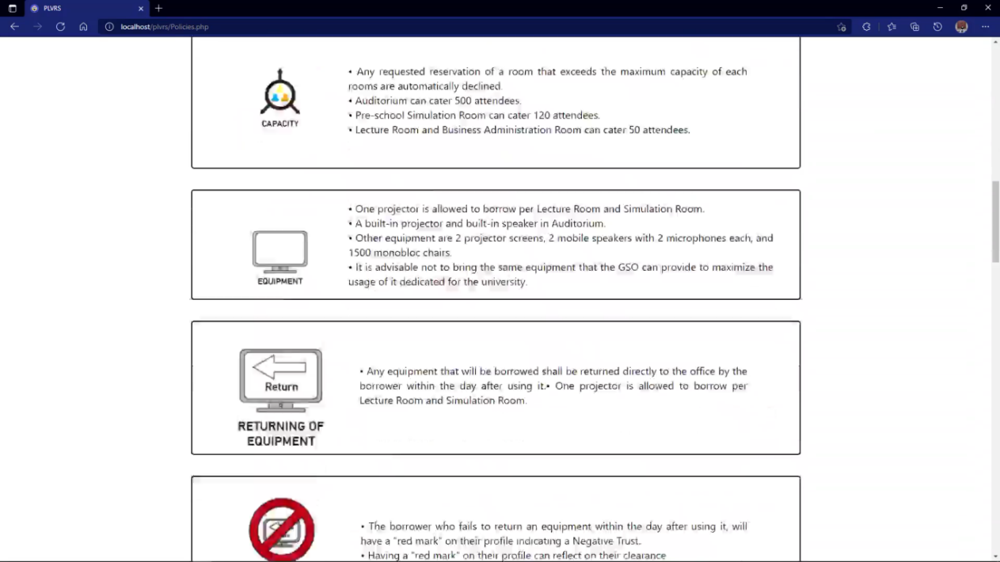 PLVRS
localhost/plvrs/Policies.php
• Any requested reservation of a room that exceeds the maximum capacity of each
rooms are automatically declined.
• Auditorium can cater 500 attendees.
• Pre-school Simulation Room can cater 120 attendees.
• Lecture Room and Business Administration Room can cater 50 attendees.
CAPACITY
• One projector is allowed to borrow per Lecture Room and Simulation Room.
• A built-in projector and built-in speaker in Auditorium.
• Other equipment are 2 projector screens, 2 mobile speakers with 2 microphones each, and
1500 monobloc chairs.
• It is advisable not to bring the same equipment that the GSO can provide to maximize the
usage of it dedicated for the university.
EQUIPMENT
Return
RETURNING OF
EQUIPMENT
• Any equipment that will be borrowed shall be returned directly to the office by the
borrower within the day after using it.• One projector is allowed to borrow per
Lecture Room and Simulation Room.
• The borrower who fails to return an equipment within the day after using it, will
have a "red mark" on their profile indicating a Negative Trust.
• Having a "red mark" on their profile can reflect on their clearance